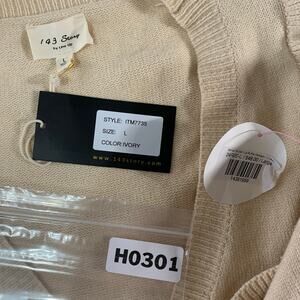 143 Story
by Line Up
L
STYLE: ITM7735
SIZE: L
COLOR:IVORY
www.143story.com
H0301